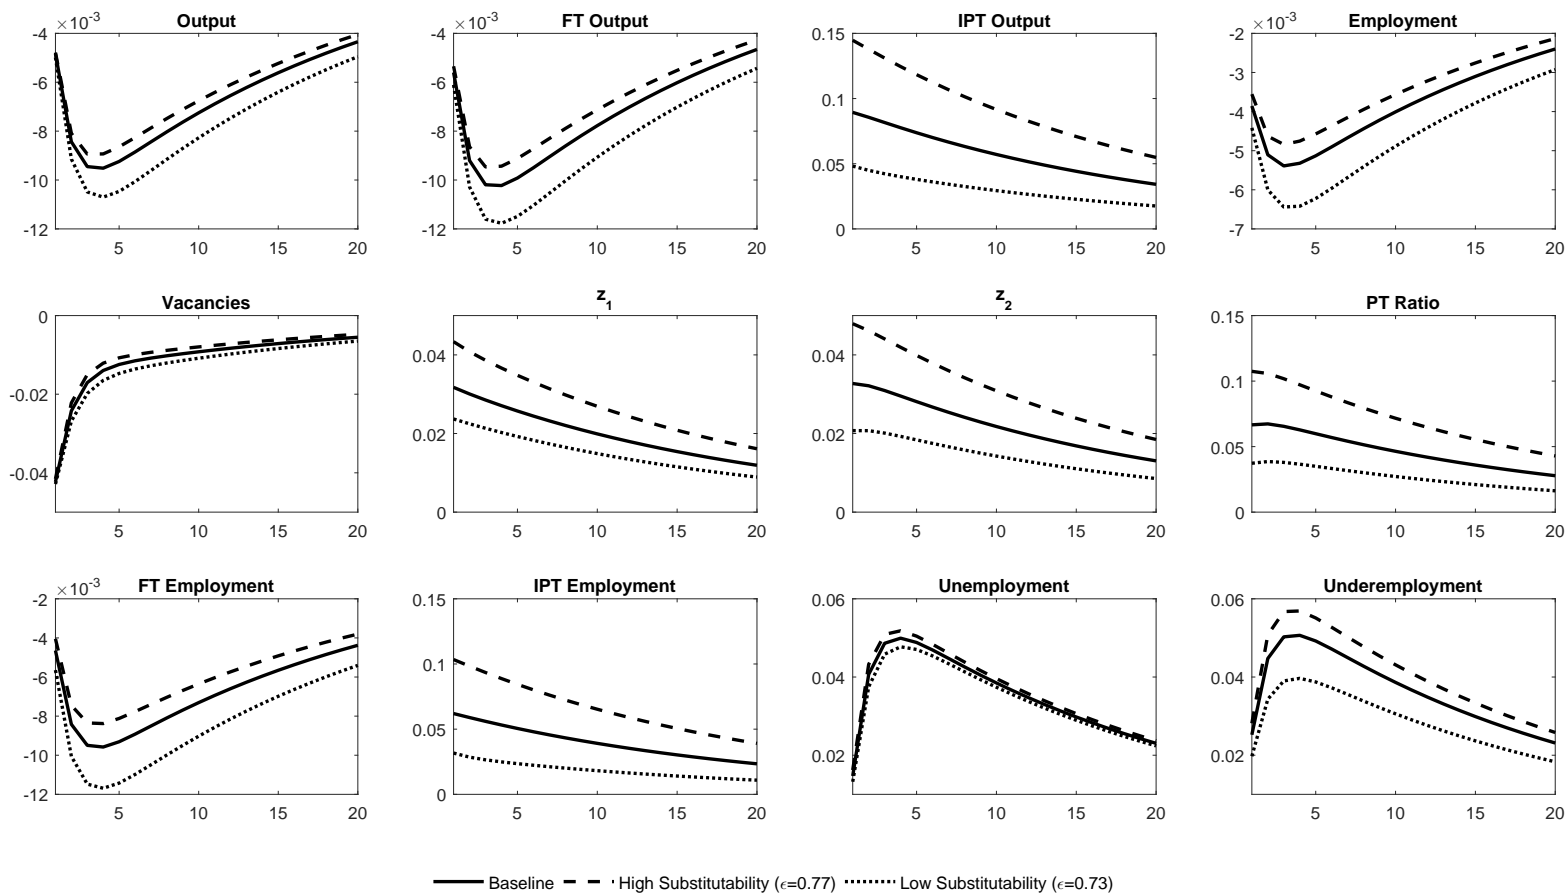 Output
×10-3
-4
-6
-8
-10
-12
5 10 15 20
FT Output
×10-3
-4
-6
-8
-10
-12
5 10 15 20
IPT Output
0.15
0.1
0.05
0
5 10 15 20
Employment
×10-3
-2
-3
-4
-5
-6
-7
5 10 15 20
Vacancies
0
-0.02
-0.04
5 10 15 20
z1
0.04
0.02
0
5 10 15 20
z2
0.04
0.02
0
5 10 15 20
PT Ratio
0.15
0.1
0.05
0
5 10 15 20
FT Employment
×10-3
-2
-4
-6
-8
-10
-12
5 10 15 20
IPT Employment
0.15
0.1
0.05
0
5 10 15 20
Unemployment
0.06
0.04
0.02
5 10 15 20
Underemployment
0.06
0.04
0.02
5 10 15 20
Baseline High Substitutability (ϵ=0.77) Low Substitutability (ϵ=0.73)